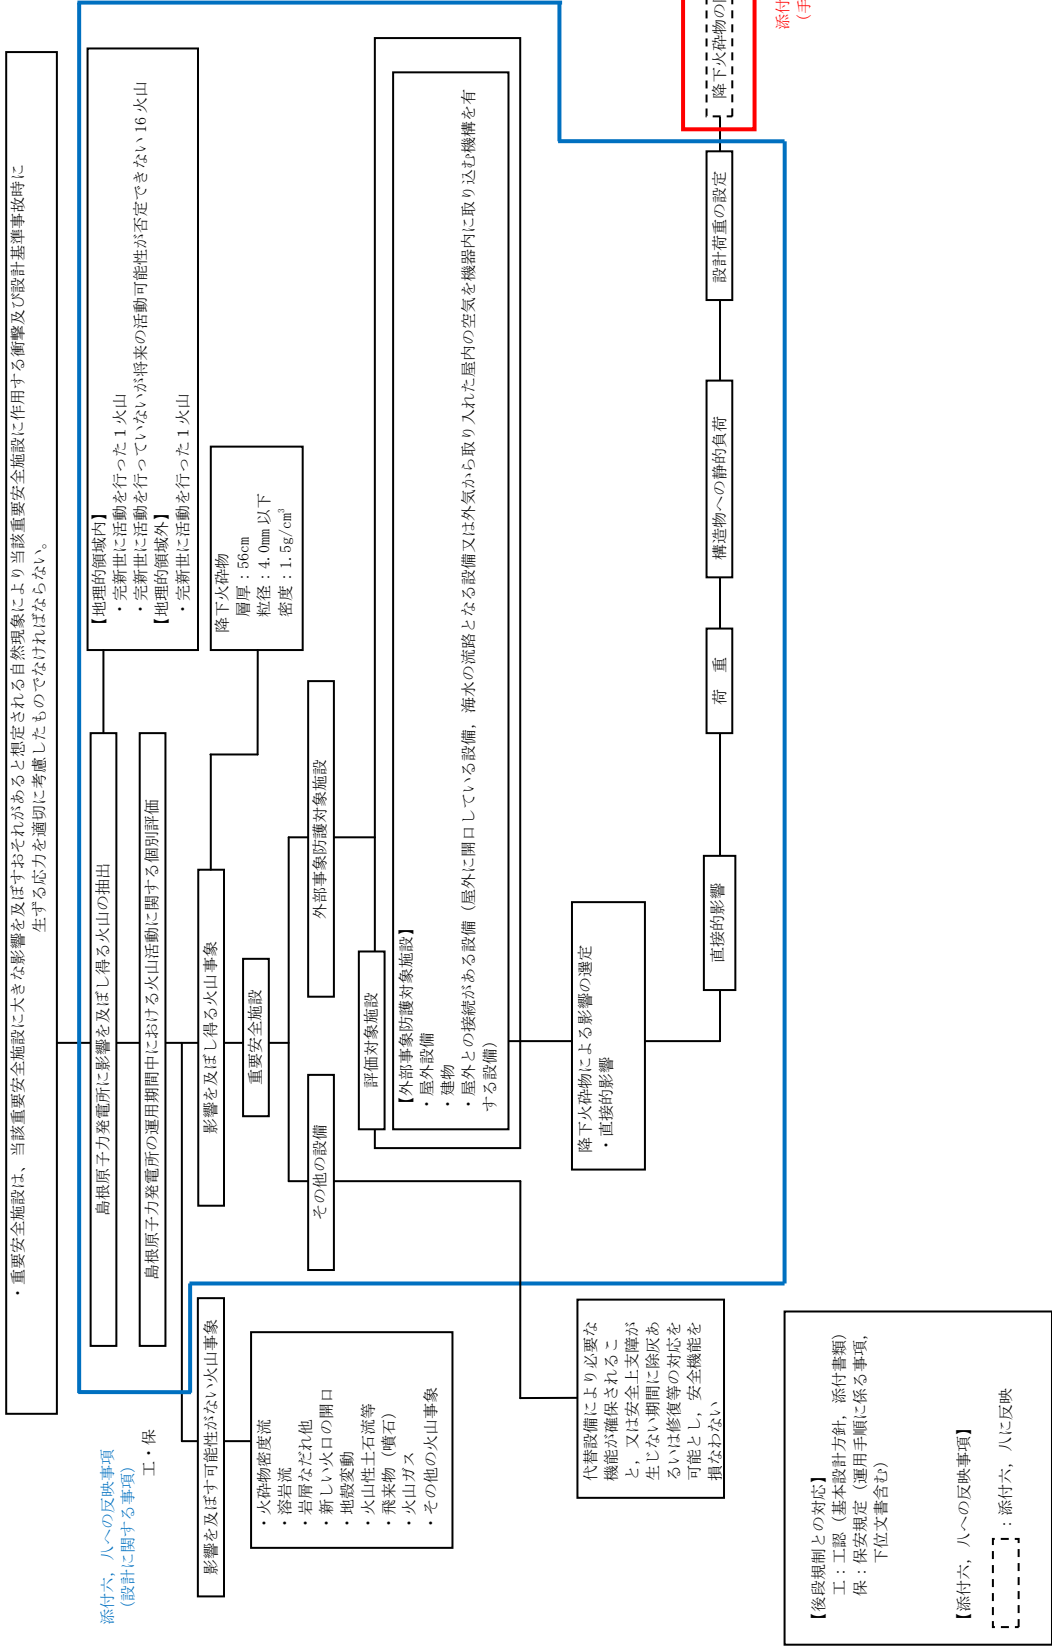 ・重要安全施設は、当該重要安全施設に大きな影響を及ぼすおそれがあると想定される自然現象により当該重要安全施設に作用する衝撃及び設計基準事故時に
生ずる応力を適切に考慮したものでなければならない。
添付六，八への反映事項
（設計に関する事項）
工・保
島根原子力発電所に影響を及ぼし得る火山の抽出
【地理的領域内】
・完新世に活動を行った１火山
・完新世に活動を行っていないが将来の活動可能性が否定できない 16 火山
【地理的領域外】
・完新世に活動を行った１火山
島根原子力発電所の運用期間中における火山活動に関する個別評価
影響を及ぼす可能性がない火山事象
・火砕物密度流
・溶岩流
・岩屑なだれ他
・新しい火口の開口
・地殻変動
・火山性土石流等
・飛来物（噴石）
・火山ガス
・その他の火山事象
影響を及ぼし得る火山事象
降下火砕物
層厚：56cm
粒径：4.0mm 以下
密度：1.5g/cm³
重要安全施設
その他の設備
外部事象防護対象施設
評価対象施設
【外部事象防護対象施設】
・屋外設備
・建物
・屋外との接続がある設備（屋外に開口している設備，海水の流路となる設備又は外気から取り入れた屋内の空気を機器内に取り込む機構を有
する設備）
代替設備により必要な
機能が確保されるこ
と，又は安全上支障が
生じない期間に除灰あ
るいは修復等の対応を
可能とし，安全機能を
損なわない
降下火砕物による影響の選定
・直接的影響
直接的影響
荷　重
構造物への静的負荷
設計荷重の設定
降下火砕物の
添付
（手
【後段規制との対応】
工：工認（基本設計方針，添付書類）
保：保安規定（運用手順に係る事項，
下位文書含む）
【添付六，八への反映事項】
：添付六，八に反映